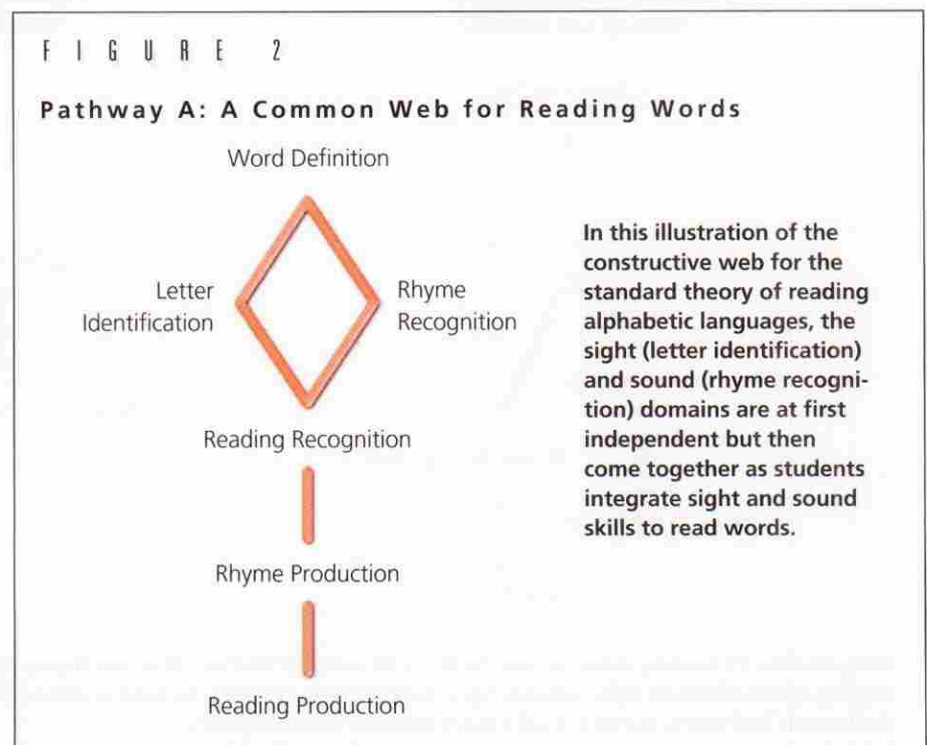 FIGURE 2
Pathway A: A Common Web for Reading Words
Word Definition
Letter
Identification
Rhyme
Recognition
Reading Recognition
Rhyme Production
Reading Production
In this illustration of the
constructive web for the
standard theory of reading
alphabetic languages, the
sight (letter identification)
and sound (rhyme recogni-
tion) domains are at first
independent but then
come together as students
integrate sight and sound
skills to read words.